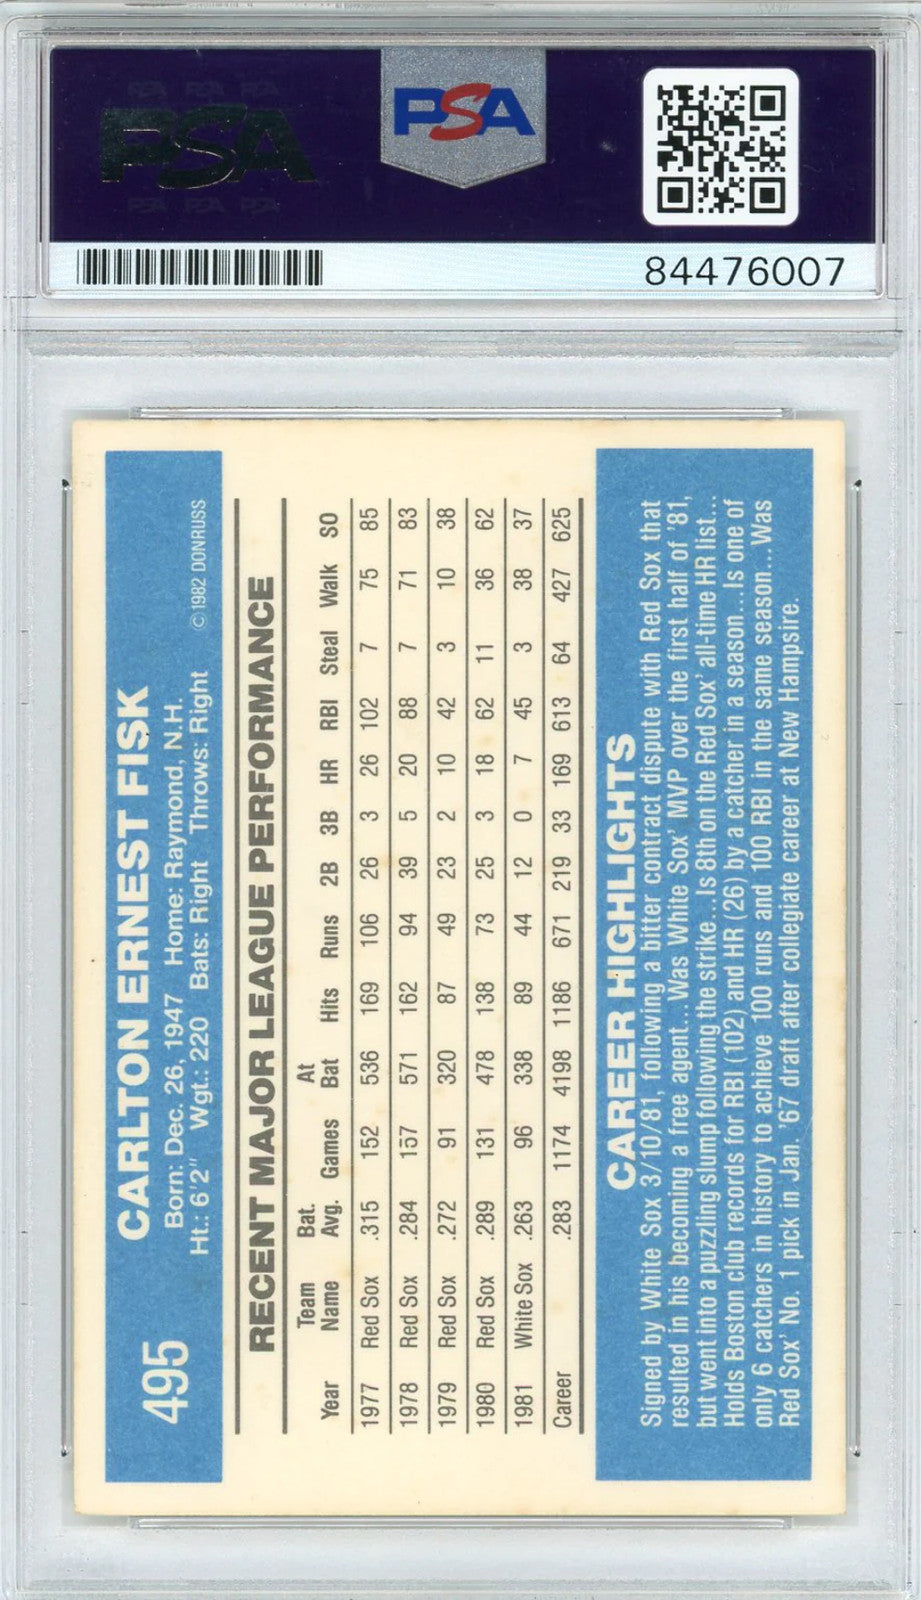 PSA PSA PSA
PSA
PSA PSA PSA
PSA
84476007
495
CARLTON ERNEST FISK
Born: Dec. 26, 1947 Home: Raymond, N.H.
Ht.: 6'2" Wgt.: 220 Bats: Right Throws: Right
©1982 DONRUSS
RECENT MAJOR LEAGUE PERFORMANCE
Team Bat. At
Year Name Avg. Games Bat Hits Runs 2B 3B HR RBI Steal Walk SO
1977 Red Sox .315 152 536 169 106 26 3 26 102 7 75 85
1978 Red Sox .284 157 571 162 94 39 5 20 88 7 71 83
1979 Red Sox .272 91 320 87 49 23 2 10 42 3 10 38
1980 Red Sox .289 131 478 138 73 25 3 18 62 11 36 62
1981 White Sox .263 96 338 89 44 12 0 7 45 3 38 37
Career .283 1174 4198 1186 671 219 33 169 613 64 427 625
CAREER HIGHLIGHTS
Signed by White Sox 3/10/81, following a bitter contract dispute with Red Sox that
resulted in his becoming a free agent...Was White Sox' MVP over the first half of '81,
but went into a puzzling slump following the strike...Is 8th on the Red Sox' all-time HR list...
Holds Boston club records for RBI (102) and HR (26) by a catcher in a season...Is one of
only 6 catchers in history to achieve 100 runs and 100 RBI in the same season...Was
Red Sox' No. 1 pick in Jan. '67 draft after collegiate career at New Hampsire.